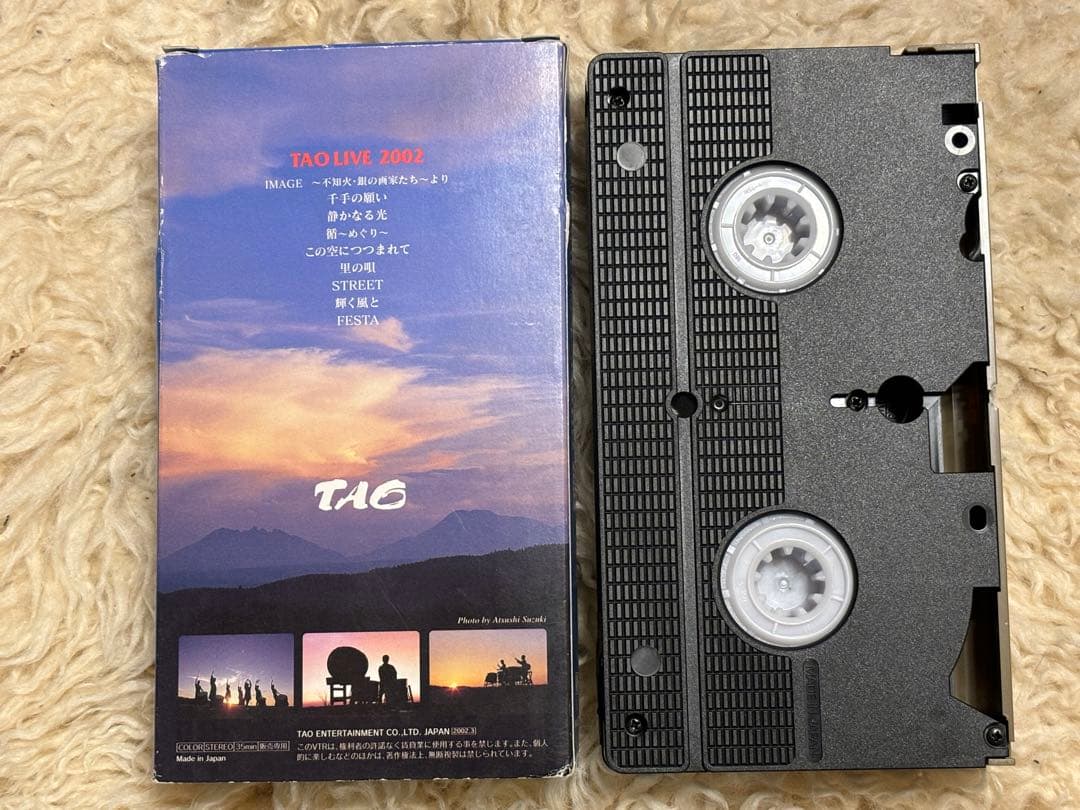 TAO LIVE 2002
IMAGE ～不知火・銀の画家たち～より
千手の願い
静かなる光
循～めぐり～
この空につつまれて
里の唄
STREET
輝く風と
FESTA
TAO
Photo by Atsushi Suzuki
TAO ENTERTAINMENT CO.,LTD. JAPAN 2002.3
COLOR STEREO 35min 販売専用
Made in Japan
このVTRは、権利者の許諾なく賃貸業に使用する事を禁じます。また、個人
的に楽しむなどのほかは、著作権法上、無断複製は禁じられています。